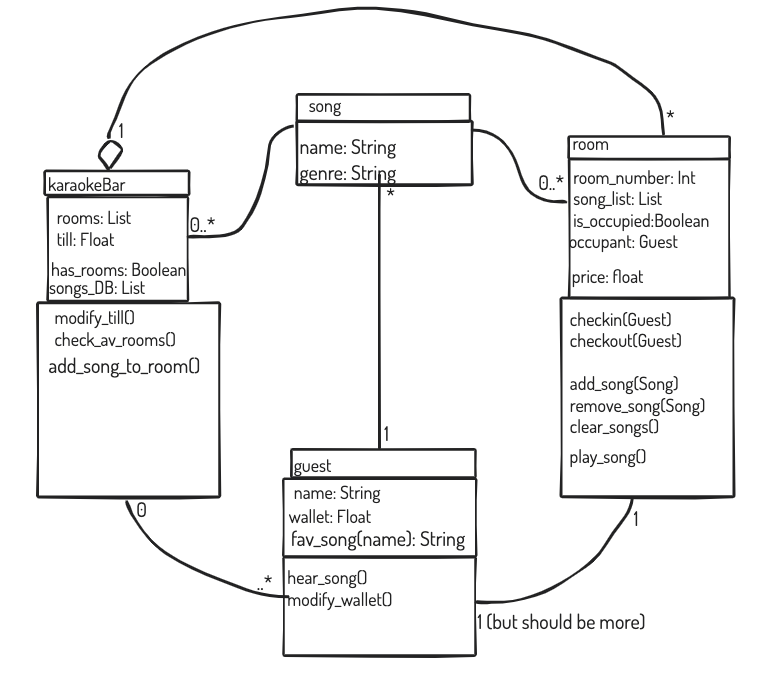 1
*
song
name: String
genre: String
*
room
room_number: Int
song_list: List
is_occupied:Boolean
occupant: Guest
price: float
0..*
checkin(Guest)
checkout(Guest)
add_song(Song)
remove_song(Song)
clear_songs()
play_song()
karaokeBar
rooms: List
till: Float
has_rooms: Boolean
songs_DB: List
0..*
modify_till()
check_av_rooms()
add_song_to_room()
1
guest
name: String
wallet: Float
fav_song(name): String
hear_song()
modify_wallet()
0
..*
1
1 (but should be more)